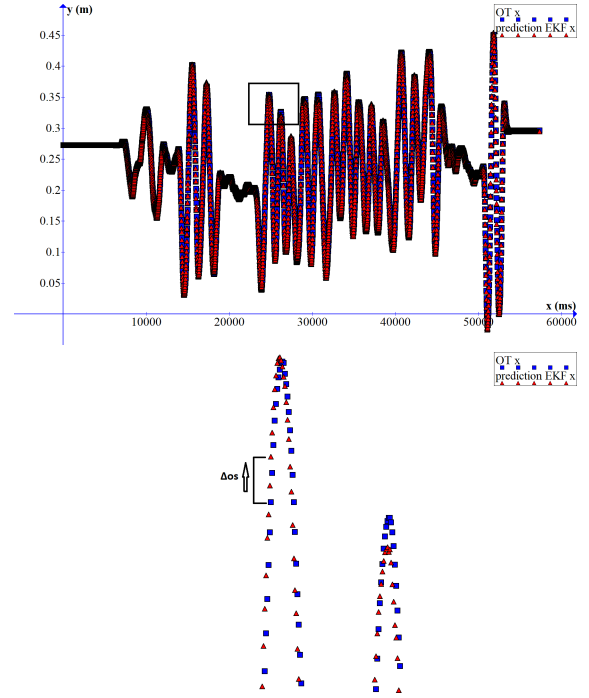 y (m)
OT x
prediction EKF x
0.45
0.4
0.35
0.3
0.25
0.2
0.15
0.1
0.05
x (ms)
10000 20000 30000 40000 50000 60000
OT x
prediction EKF x
Δos